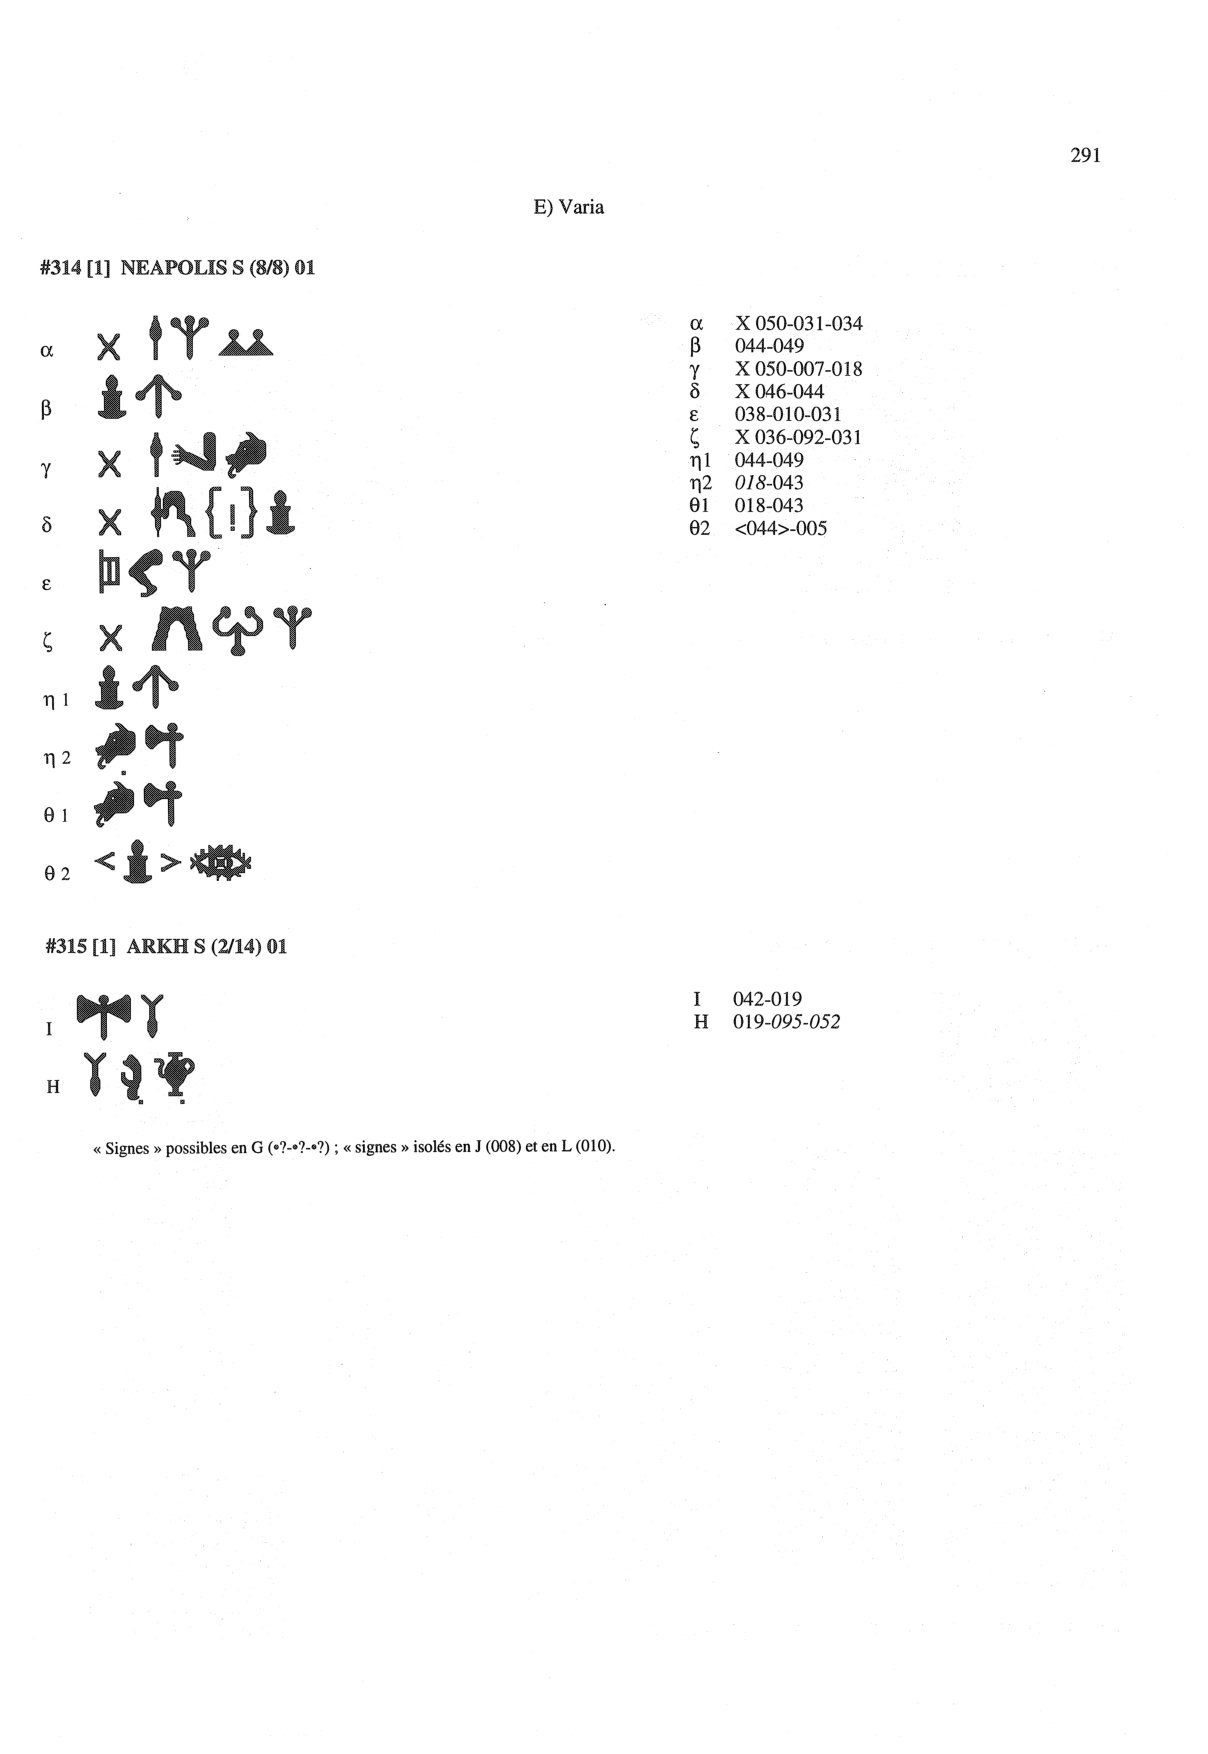 291
E) Varia
#314 [1] NEAPOLIS S (8/8) 01
α X
β
γ X
δ X { ! }
ε
ζ X
η 1
η 2
θ 1
θ 2 < >
α X 050-031-034
β 044-049
γ X 050-007-018
δ X 046-044
ε 038-010-031
ζ X 036-092-031
η1 044-049
η2 018-043
θ1 018-043
θ2 <044>-005
#315 [1] ARKH S (2/14) 01
I
H
I 042-019
H 019-095-052
« Signes » possibles en G (•?-•?-•?) ; « signes » isolés en J (008) et en L (010).